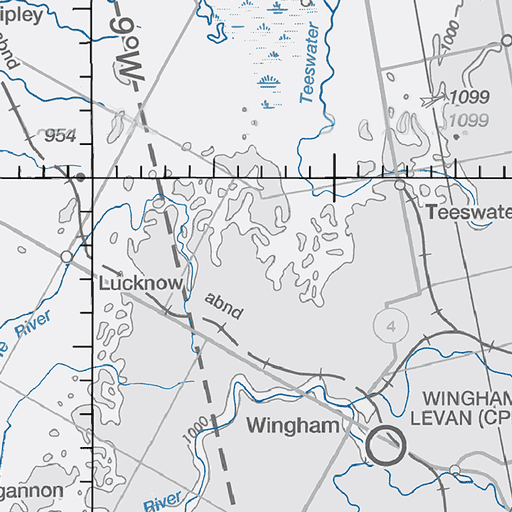 ipley
abnd
9°W
Teeswater
1000
1099
1099
954
Teeswate
Lucknow
abnd
4
e River
WINGHAM
LEVAN (CP
Wingham
1000
gannon
River